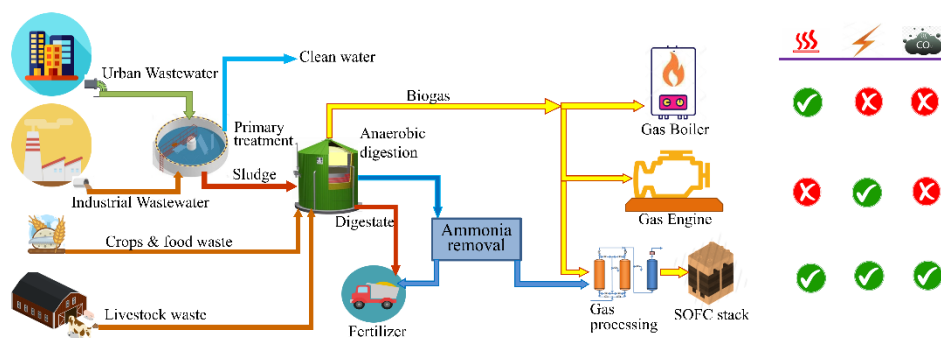 Urban Wastewater
Clean water
Primary
treatment
Sludge
Industrial Wastewater
Crops & food waste
Livestock waste
Biogas
Anaerobic
digestion
Digestate
Ammonia
removal
Fertilizer
Gas Boiler
Gas Engine
Gas
processing
SOFC stack
CO